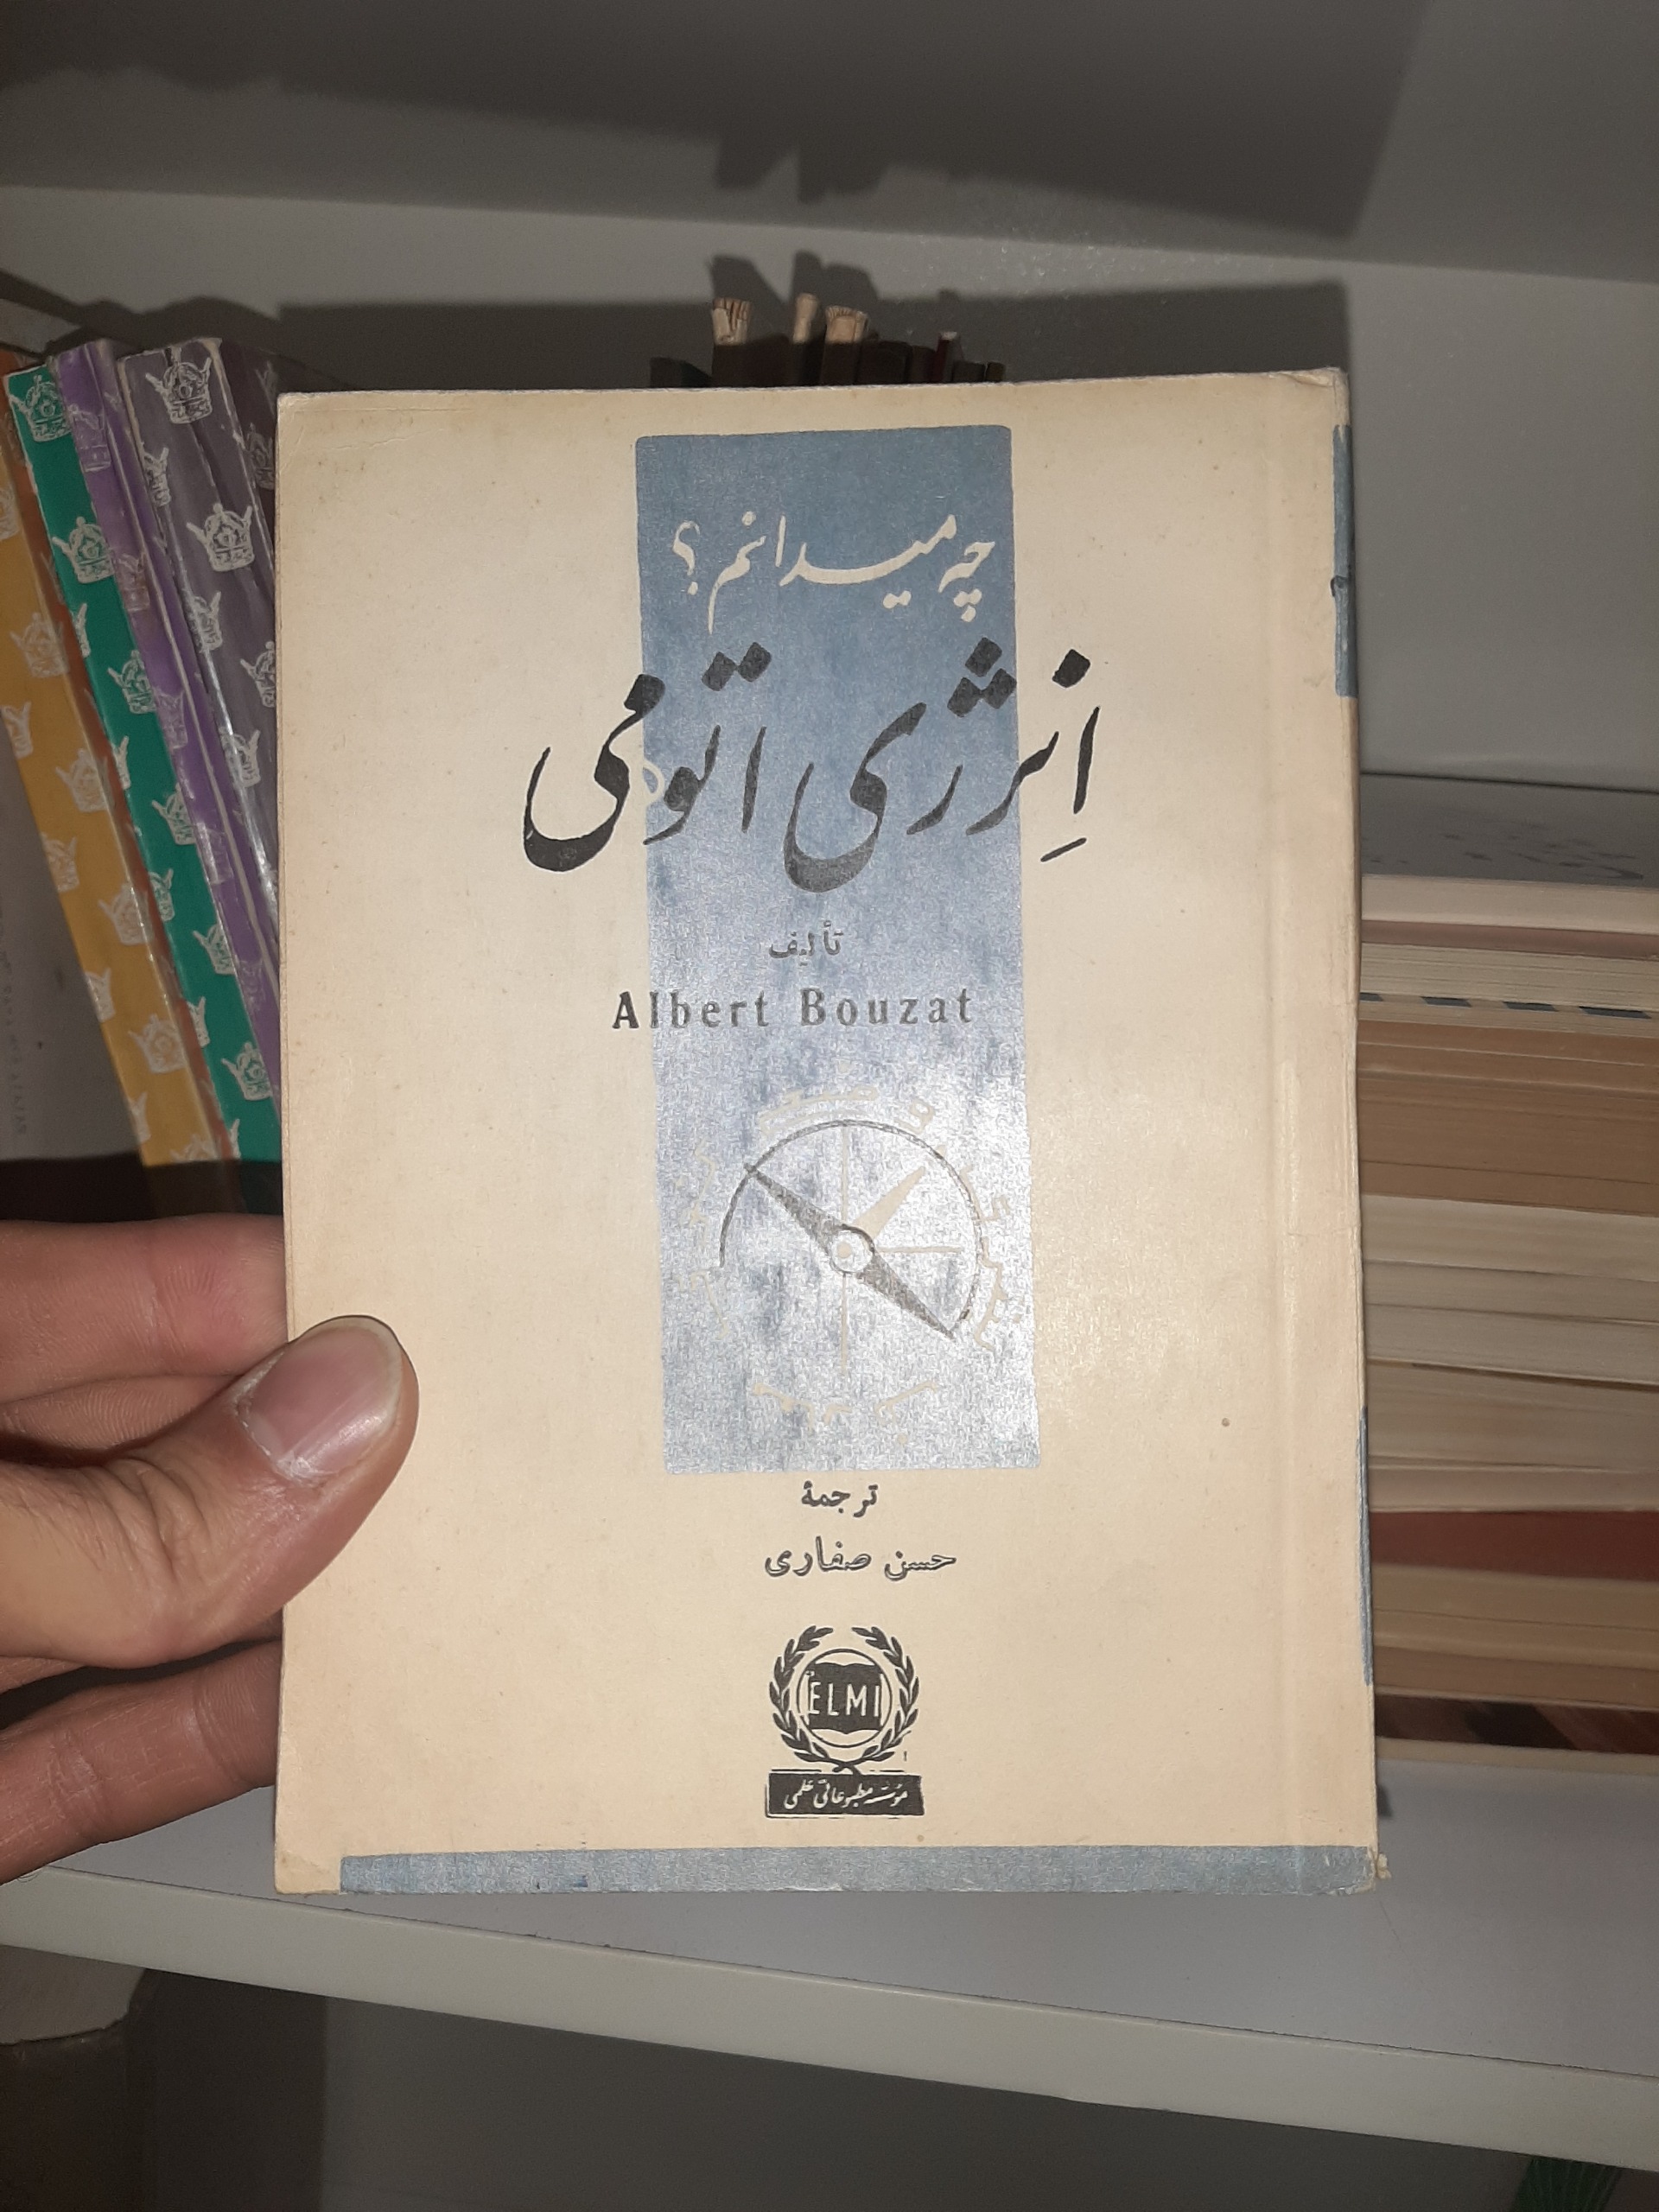 چه میدانم؟
اِنرژی اتومی
تألیف
Albert Bouzat
ترجمهٔ
حسن صفاری
ELMI
مؤسسه مطبوعاتی علمی